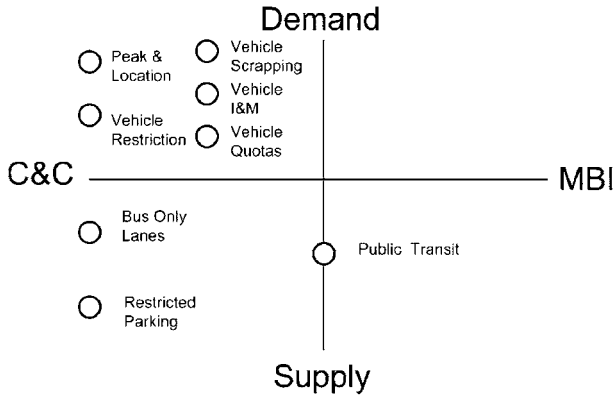 Demand
Peak &
Location
Vehicle
Scrapping
Vehicle
I&M
Vehicle
Restriction
Vehicle
Quotas
C&C
MBI
Bus Only
Lanes
Public Transit
Restricted
Parking
Supply